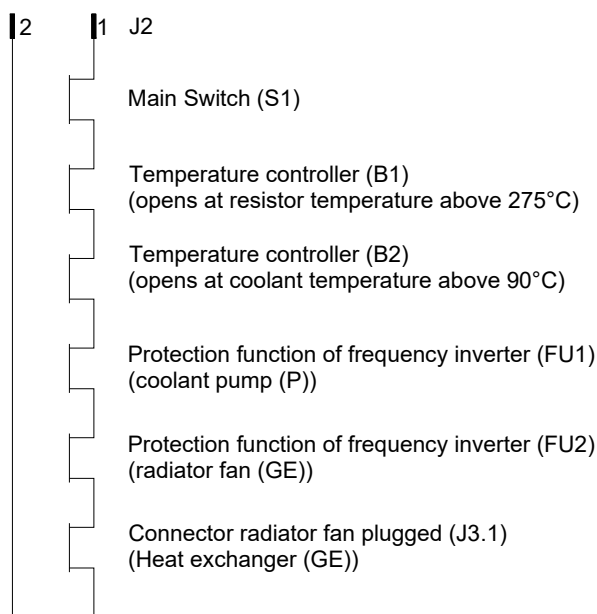 2 1 J2
Main Switch (S1)
Temperature controller (B1)
(opens at resistor temperature above 275°C)
Temperature controller (B2)
(opens at coolant temperature above 90°C)
Protection function of frequency inverter (FU1)
(coolant pump (P))
Protection function of frequency inverter (FU2)
(radiator fan (GE))
Connector radiator fan plugged (J3.1)
(Heat exchanger (GE))